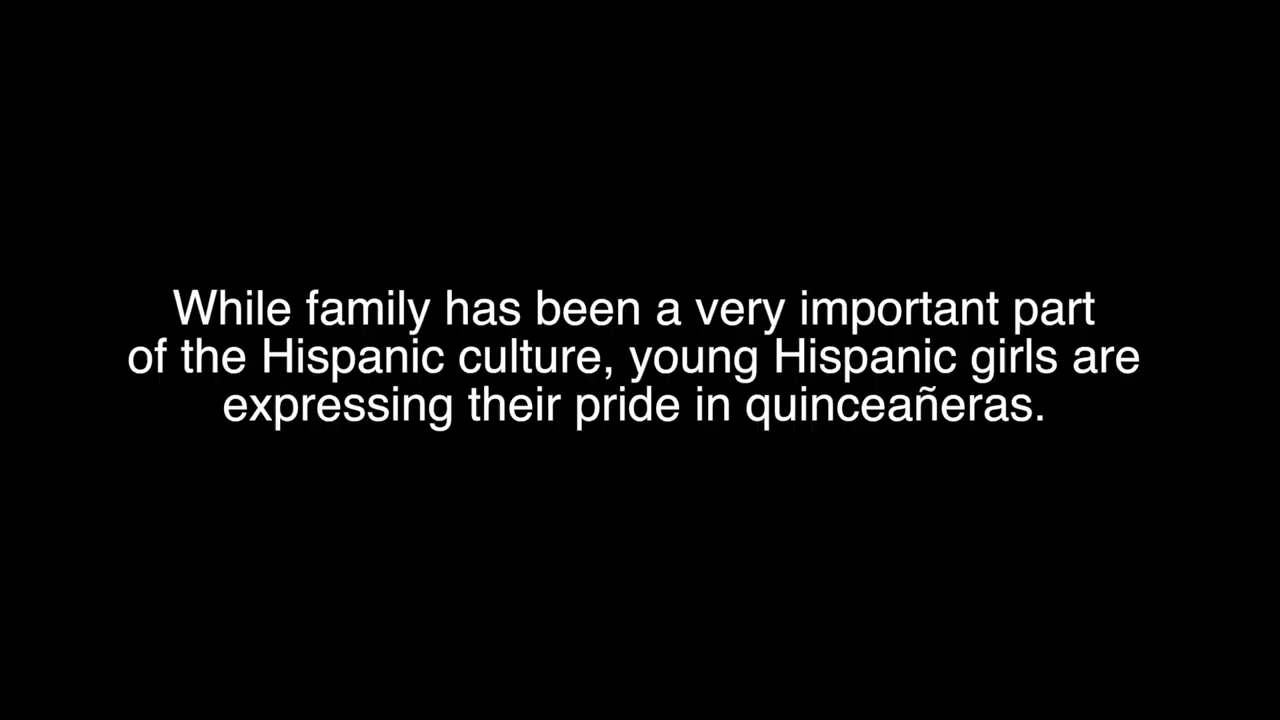 While family has been a very important part
of the Hispanic culture, young Hispanic girls are
expressing their pride in quinceañeras.